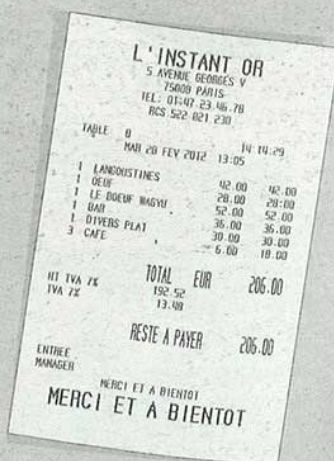 L'INSTANT OR
5 AVENUE GEORGES V
75008 PARIS
TEL: 01.47.23.46.78
RCS 522 021 230
TABLE 8 14:14:29
MAR 28 FEV 2012 13:05
1 LANGOUSTINES 42.00 42.00
1 OEUF 28.00 28.00
1 LE BOEUF WAGYU 52.00 52.00
1 BAR 36.00 36.00
1 DIVERS PLAT 30.00 30.00
3 CAFE 6.00 18.00
TOTAL EUR 206.00
HT TVA 7% 192.52
TVA 7% 13.48
RESTE A PAYER 206.00
ENTREE
MANAGER
MERCI ET A BIENTOT
MERCI ET A BIENTOT